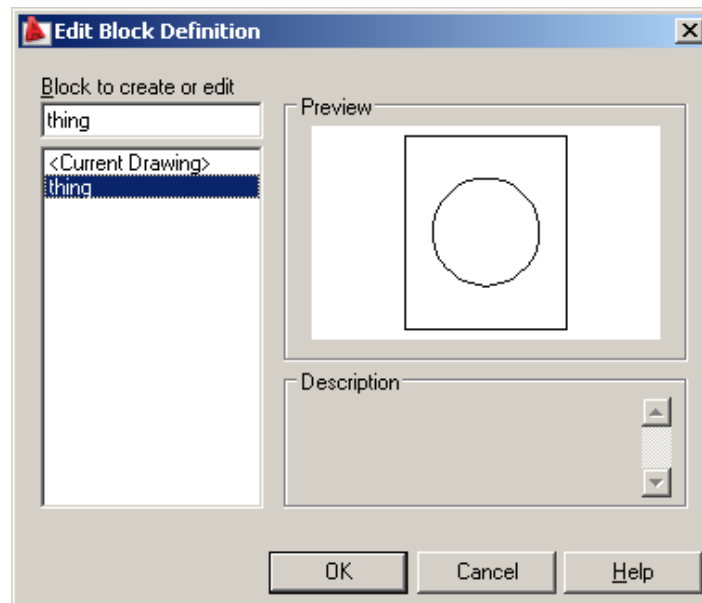 Edit Block Definition
Block to create or edit
thing
<Current Drawing>
thing
Preview
Description
OK
Cancel
Help